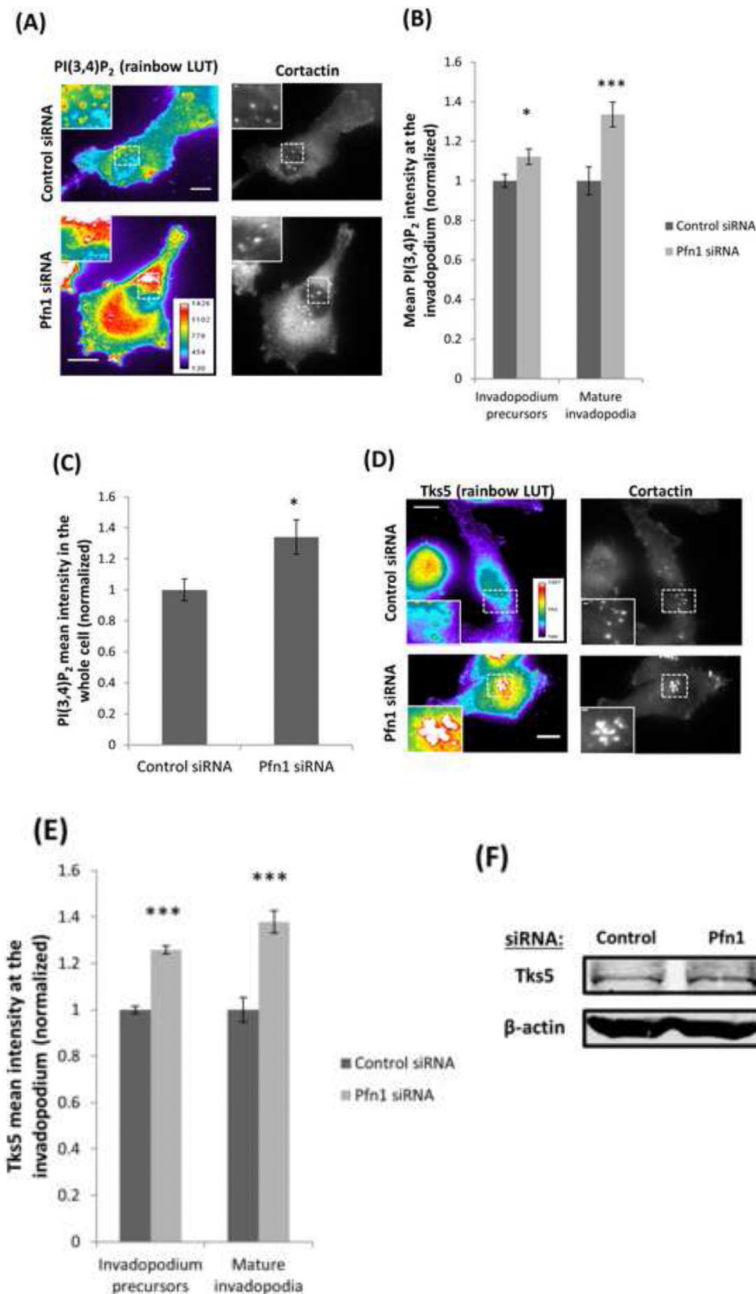 (A)
PI(3,4)P₂ (rainbow LUT)
Cortactin
Control siRNA
Pfn1 siRNA
1426
1102
778
454
130
(B)
Mean PI(3,4)P₂ intensity at the
invadopodium (normalized)
1.6
1.4
1.2
1
0.8
0.6
0.4
0.2
0
*
***
Invadopodium
precursors
Mature
invadopodia
Control siRNA
Pfn1 siRNA
(C)
PI(3,4)P₂ mean intensity in the
whole cell (normalized)
1.6
1.4
1.2
1
0.8
0.6
0.4
0.2
0
*
Control siRNA
Pfn1 siRNA
(D)
Tks5 (rainbow LUT)
Cortactin
Control siRNA
Pfn1 siRNA
(E)
Tks5 mean intensity at the
invadopodium (normalized)
1.6
1.4
1.2
1
0.8
0.6
0.4
0.2
0
***
***
Invadopodium
precursors
Mature
invadopodia
Control siRNA
Pfn1 siRNA
(F)
siRNA:
Control
Pfn1
Tks5
β-actin